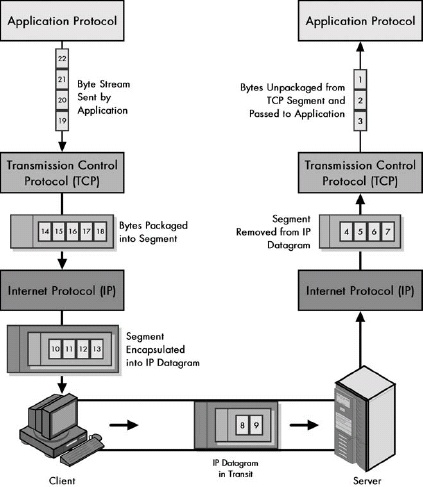 Application Protocol
22
21
20
19
Byte Stream
Sent by
Application
Transmission Control
Protocol (TCP)
14 15 16 17 18
Bytes Packaged
into Segment
Internet Protocol (IP)
10 11 12 13
Segment
Encapsulated
into IP Datagram
Client
8 9
IP Datagram
in Transit
Application Protocol
Bytes Unpackaged from
TCP Segment and
Passed to Application
1
2
3
Transmission Control
Protocol (TCP)
Segment
Removed from IP
Datagram
4 5 6 7
Internet Protocol (IP)
Server